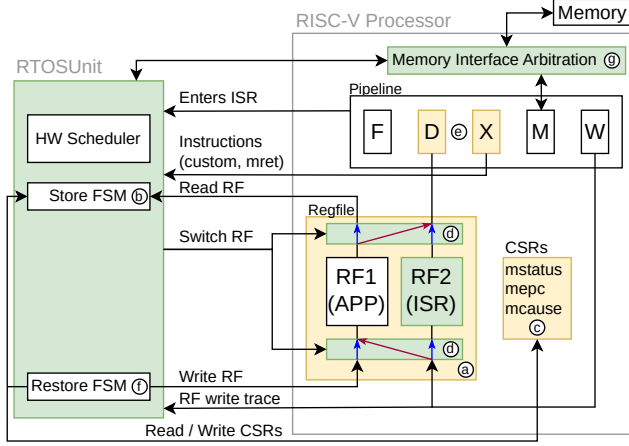 RISC-V Processor
Memory
RTOSUnit
Memory Interface Arbitration g
Pipeline
Enters ISR
F
D
e
X
M
W
HW Scheduler
Instructions
(custom, mret)
Store FSM b
Read RF
Regfile
Switch RF
d
CSRs
mstatus
mepc
mcause
c
RF1
(APP)
RF2
(ISR)
d
a
Restore FSM f
Write RF
RF write trace
Read / Write CSRs